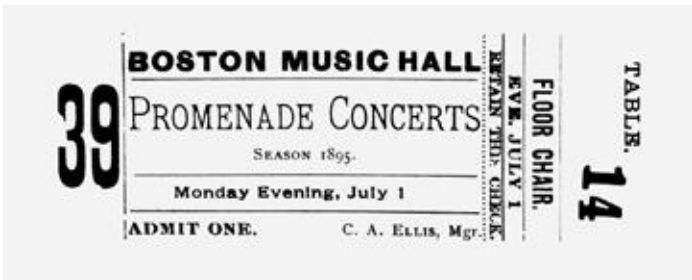 39
BOSTON MUSIC HALL
PROMENADE CONCERTS
SEASON 1895.
Monday Evening, July 1
ADMIT ONE.
C. A. ELLIS, Mgr.
RETAIN THIS CHECK.
EVE. JULY 1
FLOOR CHAIR.
TABLE.
14